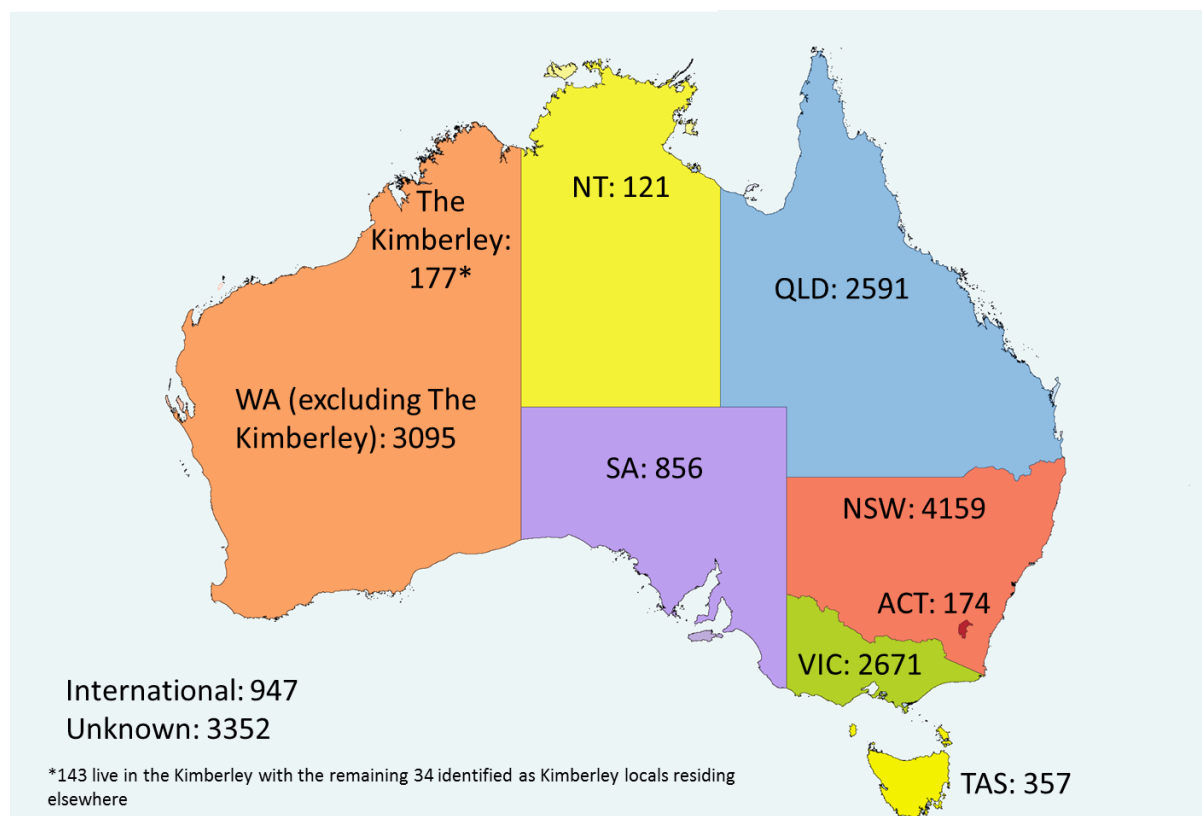 The
Kimberley:
177*
NT: 121
QLD: 2591
WA (excluding The
Kimberley): 3095
SA: 856
NSW: 4159
ACT: 174
VIC: 2671
TAS: 357
International: 947
Unknown: 3352
*143 live in the Kimberley with the remaining 34 identified as Kimberley locals residing
elsewhere